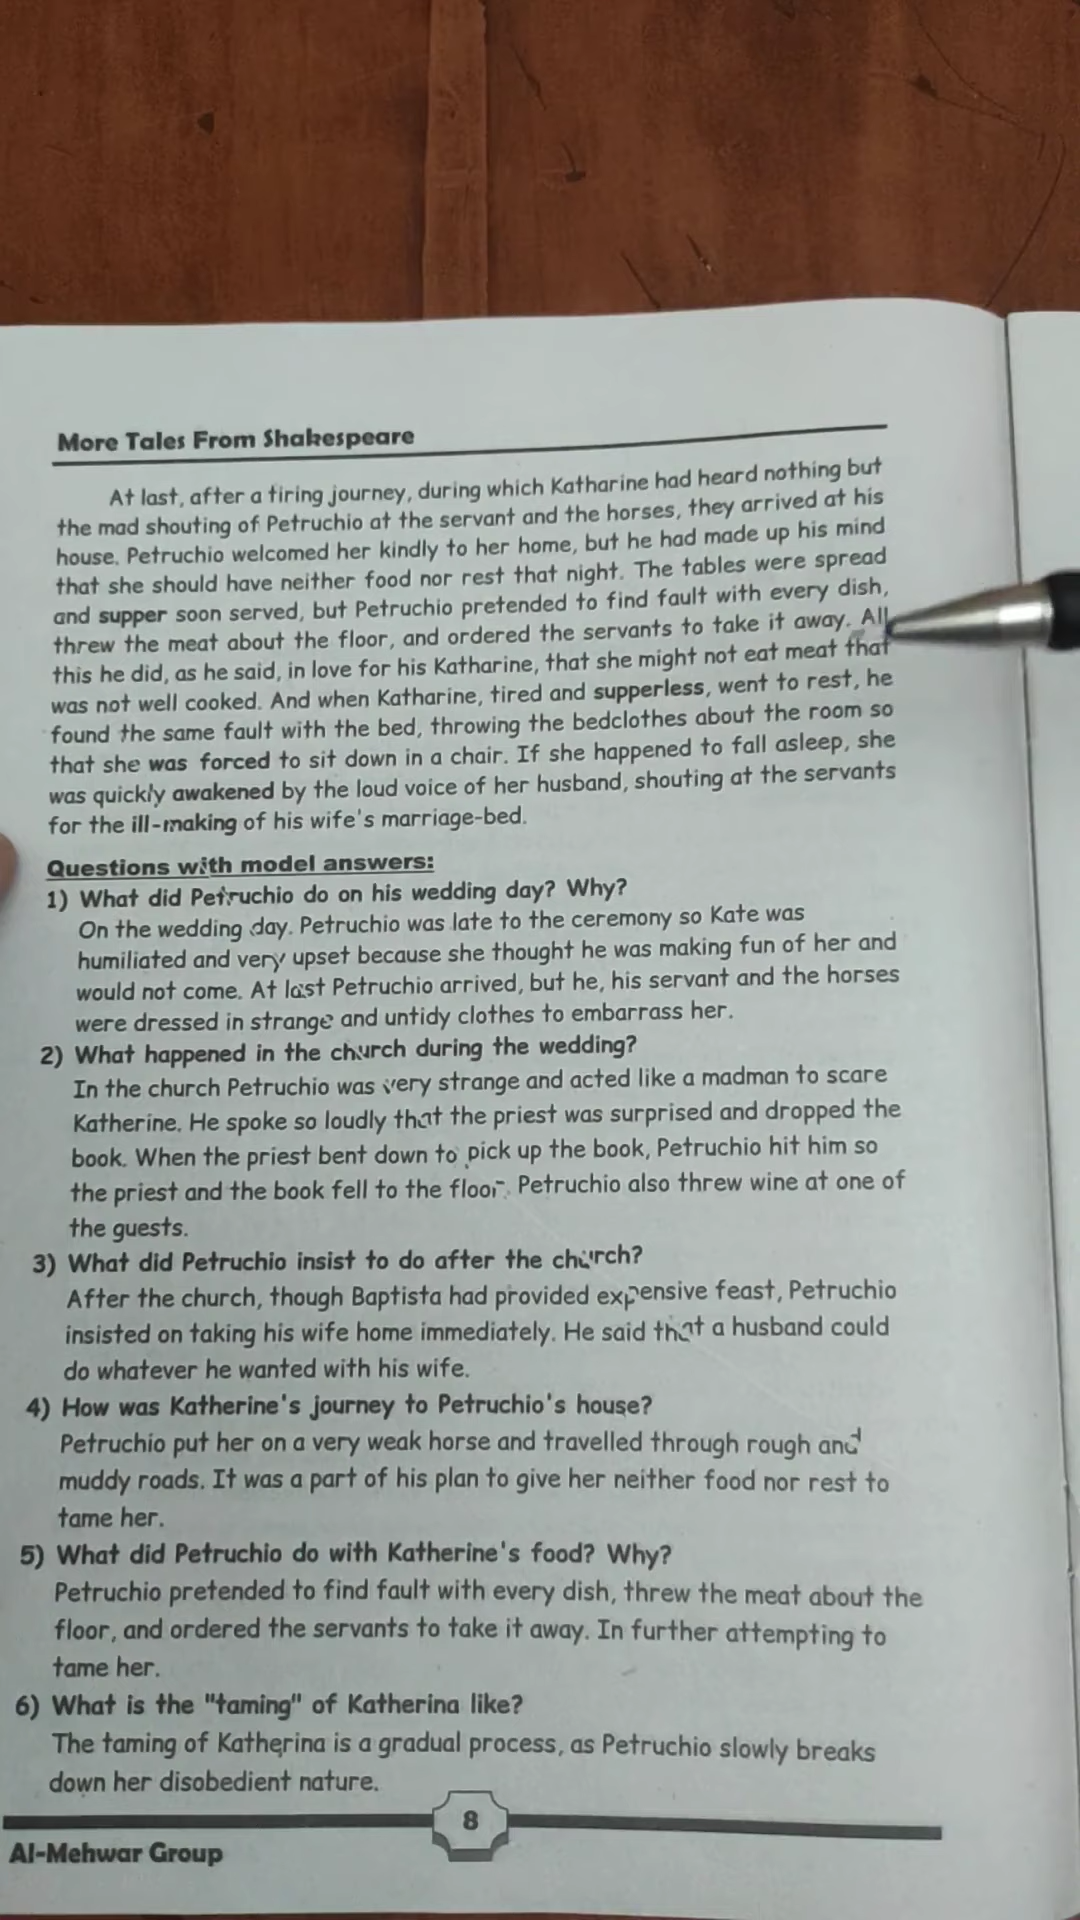 More Tales From Shakespeare
At last, after a tiring journey, during which Katharine had heard nothing but
the mad shouting of Petruchio at the servant and the horses, they arrived at his
house. Petruchio welcomed her kindly to her home, but he had made up his mind
that she should have neither food nor rest that night. The tables were spread
and supper soon served, but Petruchio pretended to find fault with every dish,
threw the meat about the floor, and ordered the servants to take it away. All
this he did, as he said, in love for his Katharine, that she might not eat meat that
was not well cooked. And when Katharine, tired and supperless, went to rest, he
found the same fault with the bed, throwing the bedclothes about the room so
that she was forced to sit down in a chair. If she happened to fall asleep, she
was quickly awakened by the loud voice of her husband, shouting at the servants
for the ill-making of his wife's marriage-bed.
Questions with model answers:
1) What did Petruchio do on his wedding day? Why?
On the wedding day. Petruchio was late to the ceremony so Kate was
humiliated and very upset because she thought he was making fun of her and
would not come. At last Petruchio arrived, but he, his servant and the horses
were dressed in strange and untidy clothes to embarrass her.
2) What happened in the church during the wedding?
In the church Petruchio was very strange and acted like a madman to scare
Katherine. He spoke so loudly that the priest was surprised and dropped the
book. When the priest bent down to pick up the book, Petruchio hit him so
the priest and the book fell to the floor. Petruchio also threw wine at one of
the guests.
3) What did Petruchio insist to do after the church?
After the church, though Baptista had provided expensive feast, Petruchio
insisted on taking his wife home immediately. He said that a husband could
do whatever he wanted with his wife.
4) How was Katherine's journey to Petruchio's house?
Petruchio put her on a very weak horse and travelled through rough and
muddy roads. It was a part of his plan to give her neither food nor rest to
tame her.
5) What did Petruchio do with Katherine's food? Why?
Petruchio pretended to find fault with every dish, threw the meat about the
floor, and ordered the servants to take it away. In further attempting to
tame her.
6) What is the "taming" of Katherina like?
The taming of Katherina is a gradual process, as Petruchio slowly breaks
down her disobedient nature.
8
Al-Mehwar Group